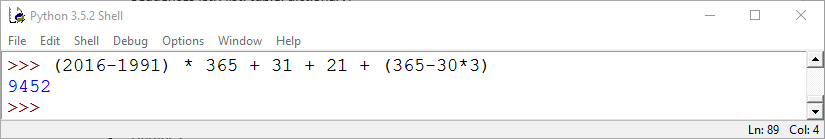 Python 3.5.2 Shell
File Edit Shell Debug Options Window Help
>>> (2016-1991) * 365 + 31 + 21 + (365-30*3)
9452
>>>
Ln: 89 Col: 4